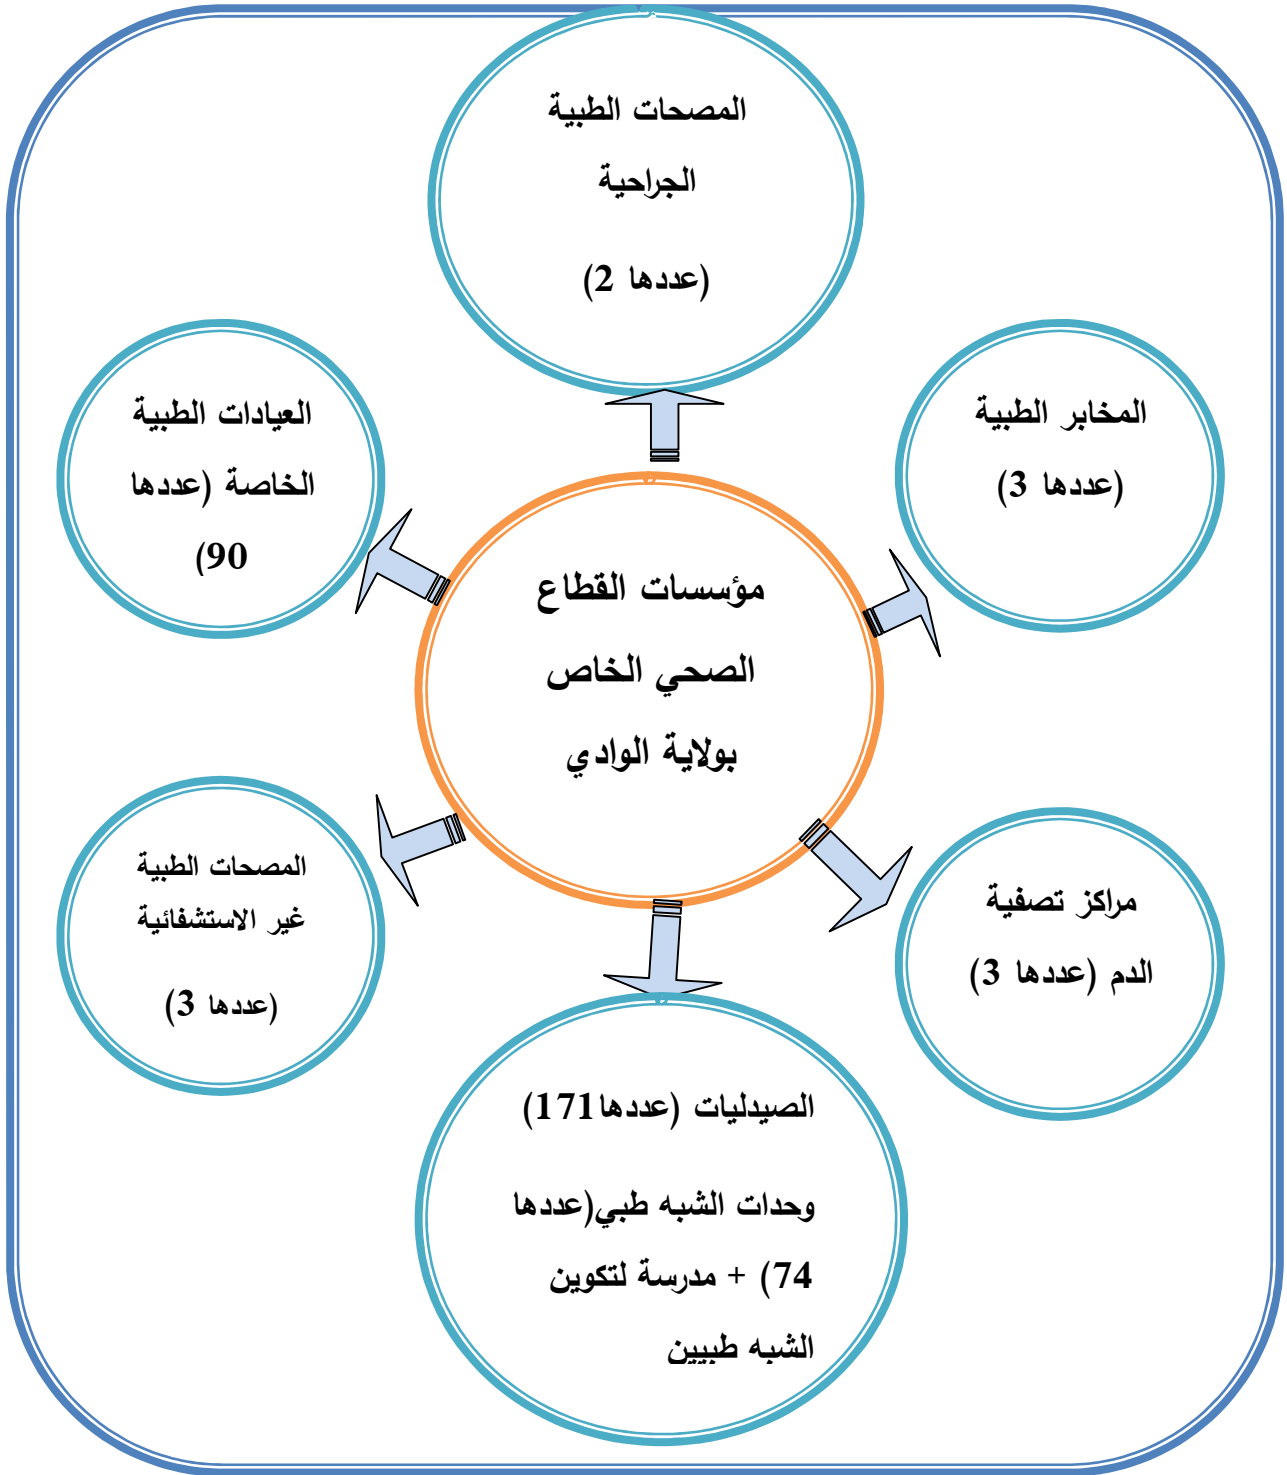 المصحات الطبية
الجراحية
(عددها 2)
المخابر الطبية
(عددها 3)
العيادات الطبية
الخاصة (عددها
90)
مؤسسات القطاع
الصحي الخاص
بولاية الوادي
مراكز تصفية
الدم (عددها 3)
المصحات الطبية
غير الاستشفائية
(عددها 3)
الصيدليات (عددها171)
وحدات الشبه طبي(عددها
74) + مدرسة لتكوين
الشبه طبيين